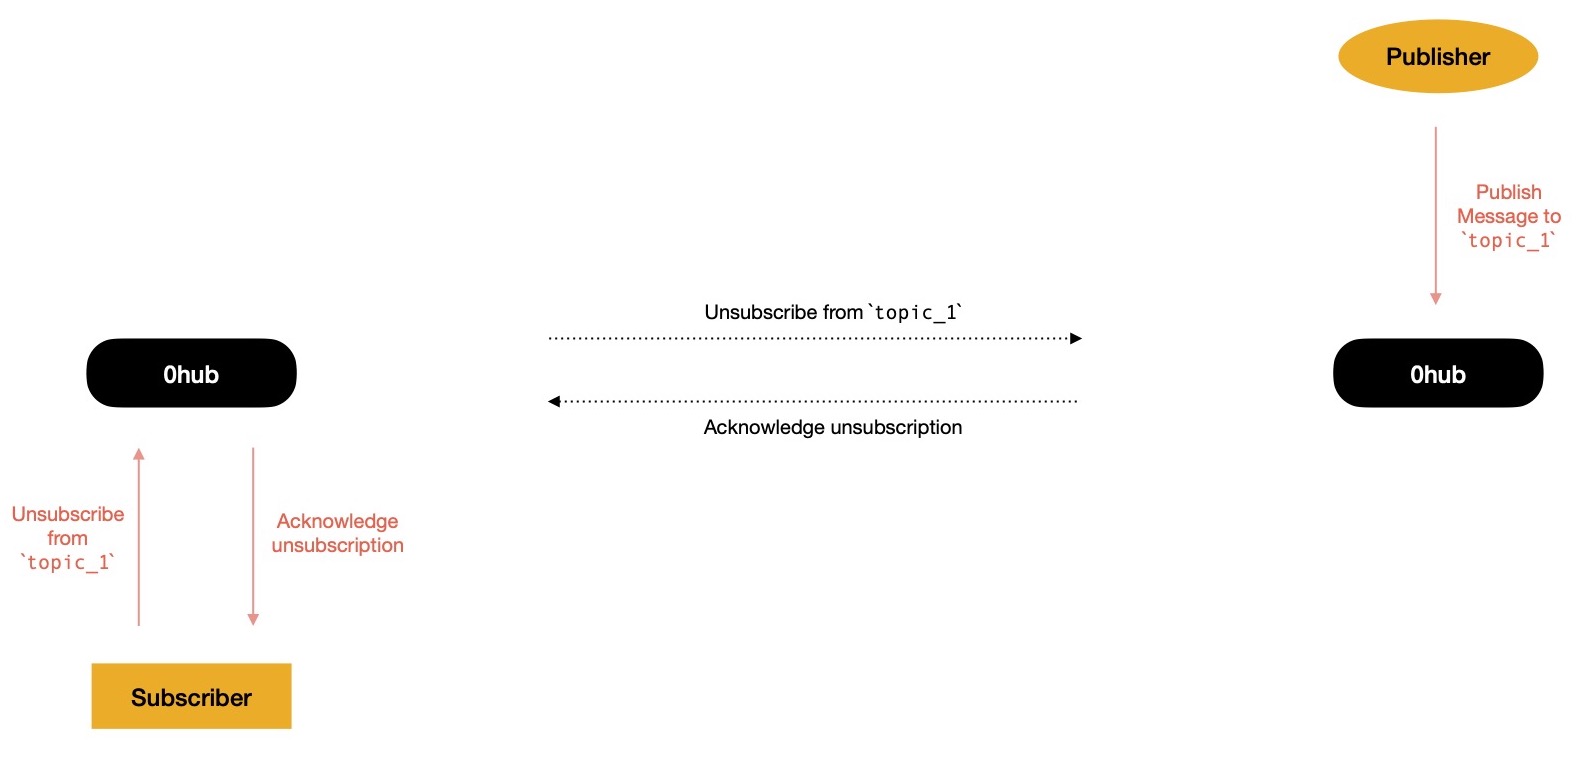 Publisher
Publish
Message to
`topic_1`
Unsubscribe from `topic_1`
0hub
0hub
Acknowledge unsubscription
Unsubscribe
from
`topic_1`
Acknowledge
unsubscription
Subscriber